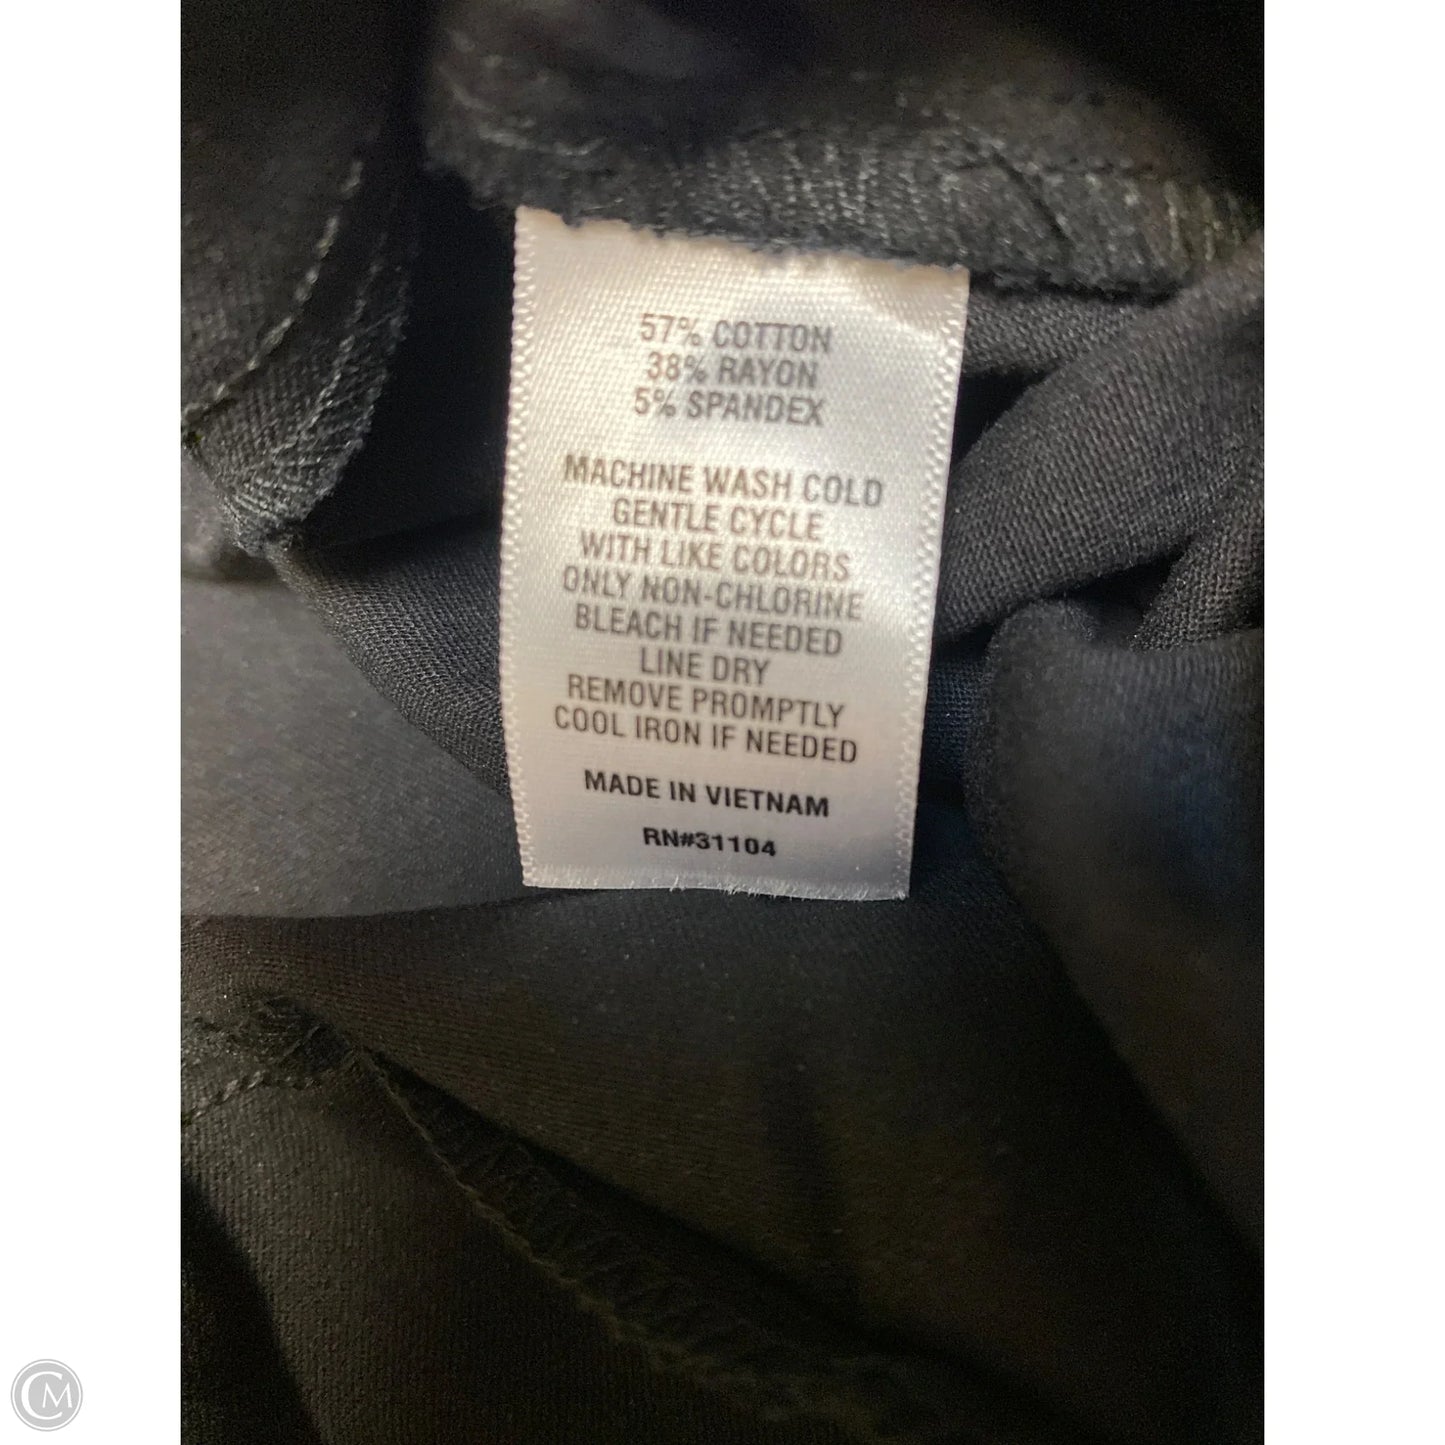 57% COTTON
38% RAYON
5% SPANDEX
MACHINE WASH COLD
GENTLE CYCLE
WITH LIKE COLORS
ONLY NON-CHLORINE
BLEACH IF NEEDED
LINE DRY
REMOVE PROMPTLY
COOL IRON IF NEEDED
MADE IN VIETNAM
RN#31104
CM